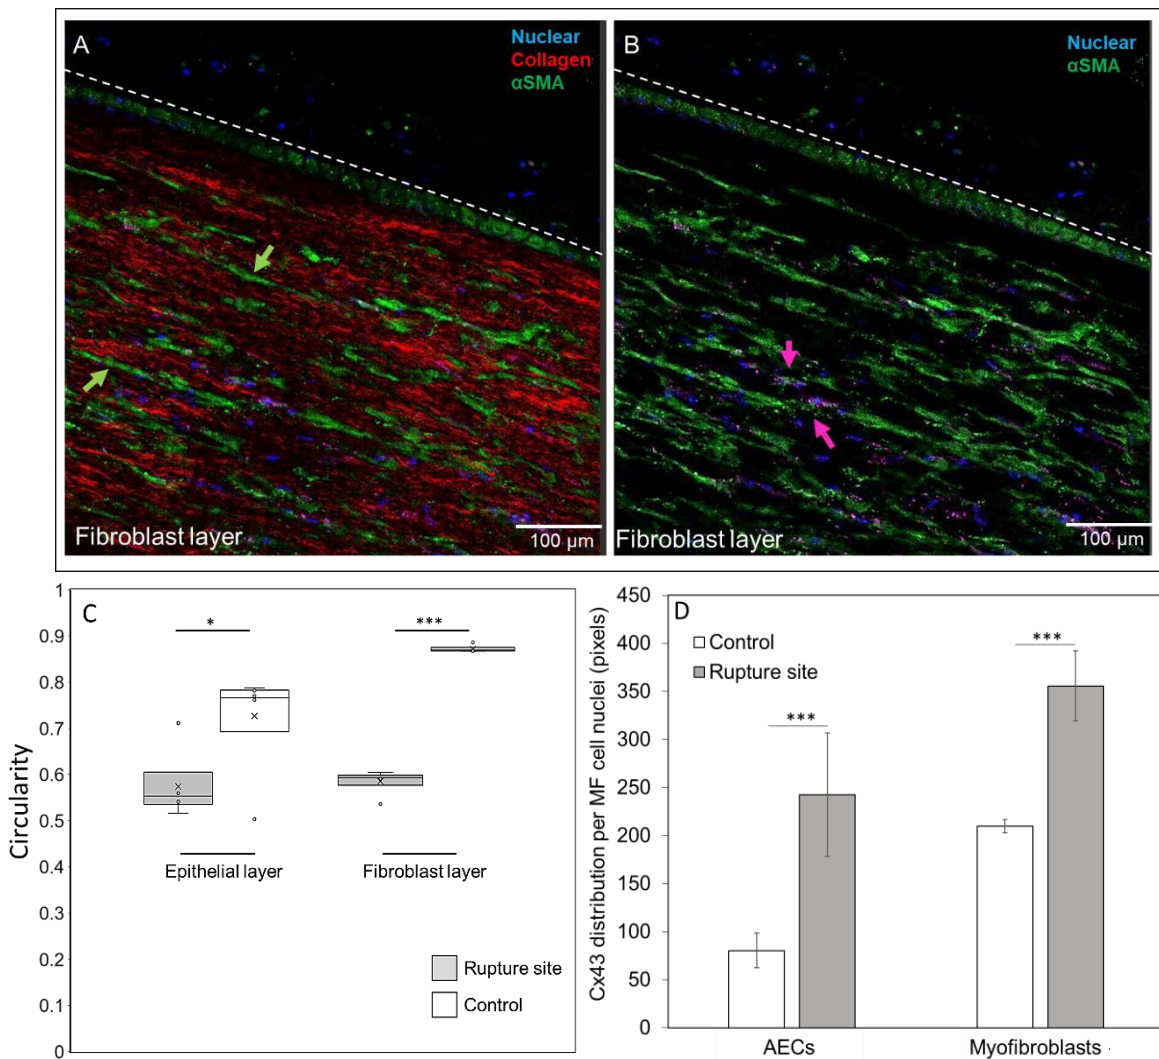 A
Nuclear
Collagen
αSMA
Fibroblast layer
100 µm
B
Nuclear
αSMA
Fibroblast layer
100 µm
C
Circularity
1
0.9
0.8
0.7
0.6
0.5
0.4
0.3
0.2
0.1
0
*
***
Epithelial layer
Fibroblast layer
Rupture site
Control
D
Cx43 distribution per MF cell nuclei (pixels)
450
400
350
300
250
200
150
100
50
0
Control
Rupture site
***
***
AECs
Myofibroblasts